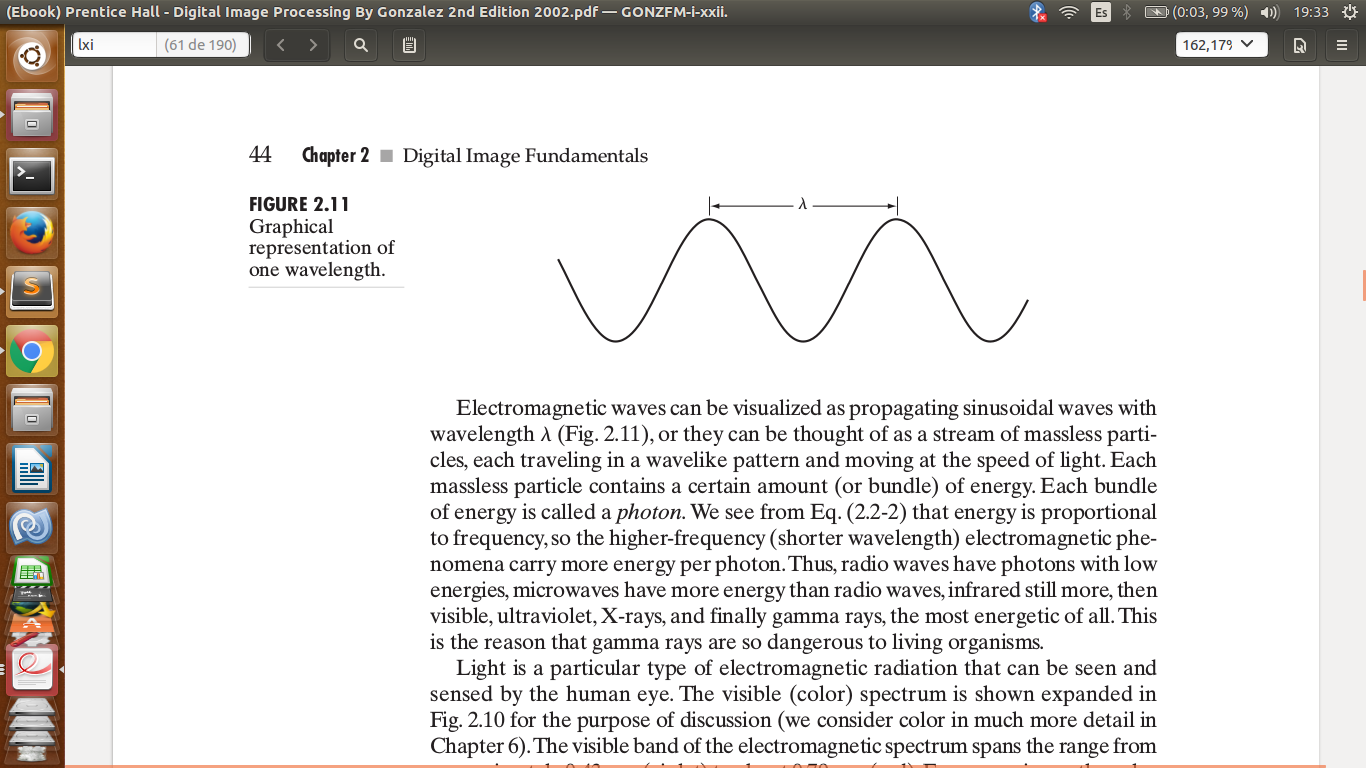 (Ebook) Prentice Hall - Digital Image Processing By Gonzalez 2nd Edition 2002.pdf — GONZFM-i-xxii.
Es
(0:03, 99 %)
19:33
lxi
(61 de 190)
162,17%
44 Chapter 2 ■ Digital Image Fundamentals
FIGURE 2.11
Graphical
representation of
one wavelength.
λ
Electromagnetic waves can be visualized as propagating sinusoidal waves with
wavelength λ (Fig. 2.11), or they can be thought of as a stream of massless parti-
cles, each traveling in a wavelike pattern and moving at the speed of light. Each
massless particle contains a certain amount (or bundle) of energy. Each bundle
of energy is called a photon. We see from Eq. (2.2-2) that energy is proportional
to frequency, so the higher-frequency (shorter wavelength) electromagnetic phe-
nomena carry more energy per photon. Thus, radio waves have photons with low
energies, microwaves have more energy than radio waves, infrared still more, then
visible, ultraviolet, X-rays, and finally gamma rays, the most energetic of all. This
is the reason that gamma rays are so dangerous to living organisms.
Light is a particular type of electromagnetic radiation that can be seen and
sensed by the human eye. The visible (color) spectrum is shown expanded in
Fig. 2.10 for the purpose of discussion (we consider color in much more detail in
Chapter 6). The visible band of the electromagnetic spectrum spans the range from